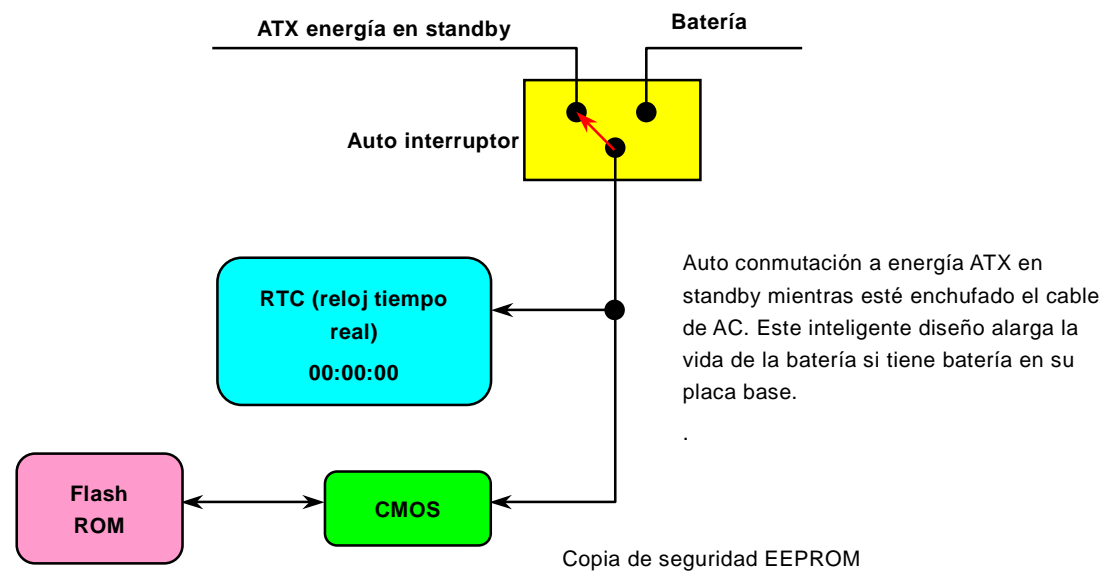 ATX energía en standby
Batería
Auto interruptor
RTC (reloj tiempo
real)
00:00:00
Auto conmutación a energía ATX en
standby mientras esté enchufado el cable
de AC. Este inteligente diseño alarga la
vida de la batería si tiene batería en su
placa base.
.
Flash
ROM
CMOS
Copia de seguridad EEPROM